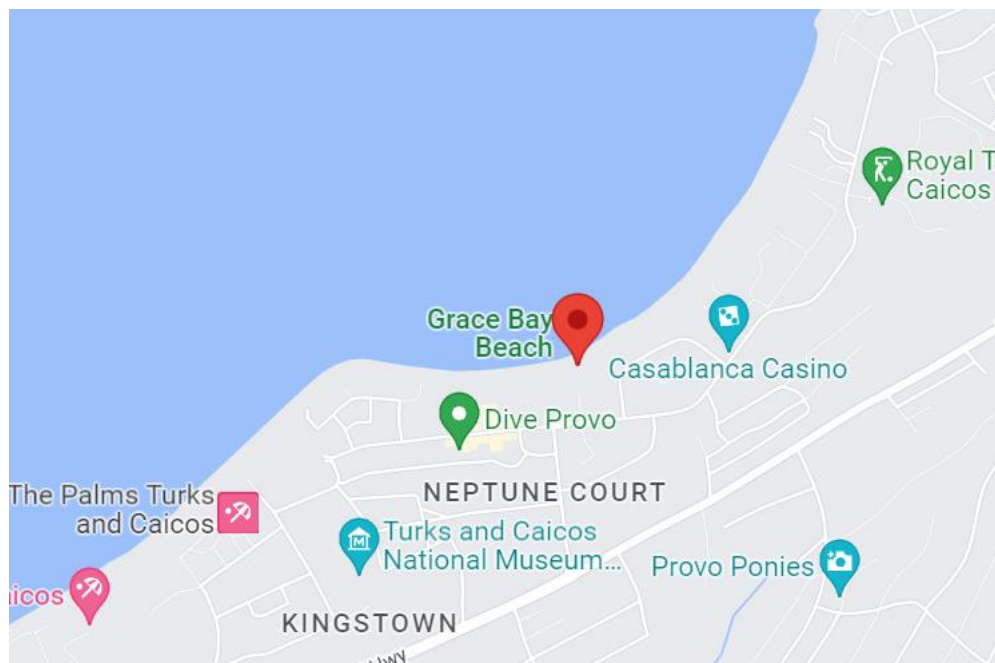 Royal T
Caicos
Grace Bay
Beach
Casablanca Casino
Dive Provo
NEPTUNE COURT
The Palms Turks
and Caicos
Turks and Caicos
National Museum...
Provo Ponies
icos
KINGSTOWN
Hwy